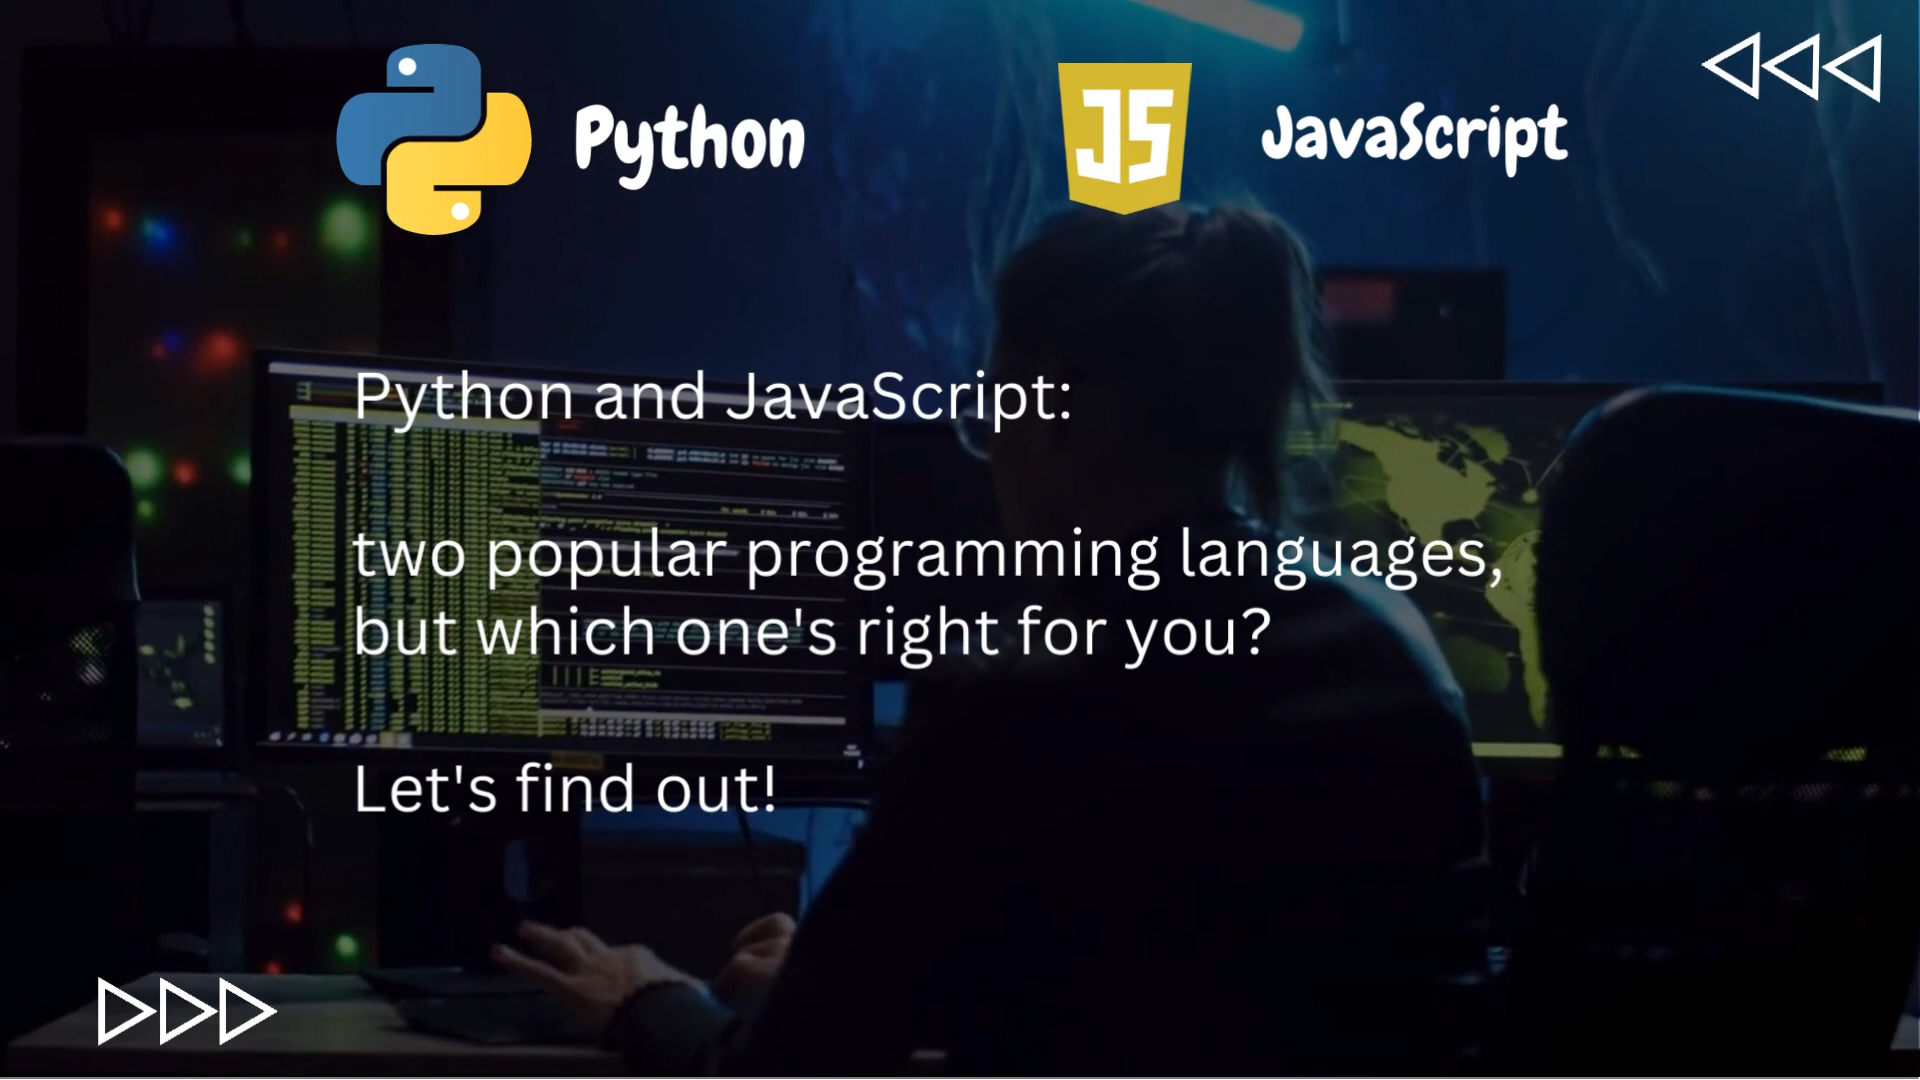 Python
JS
JavaScript
Python and JavaScript:
two popular programming languages,
but which one's right for you?
Let's find out!